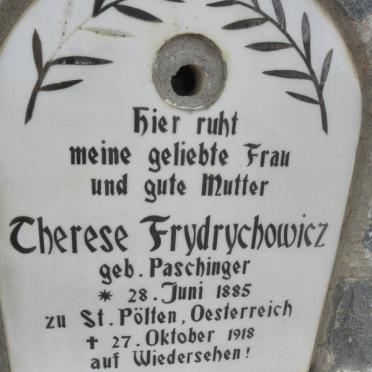 Hier ruht
meine geliebte Frau
und gute Mutter
Therese Frydrychowicz
geb. Paschinger
* 28. Juni 1885
zu St. Pölten, Oesterreich
† 27. Oktober 1918
auf Wiedersehen!